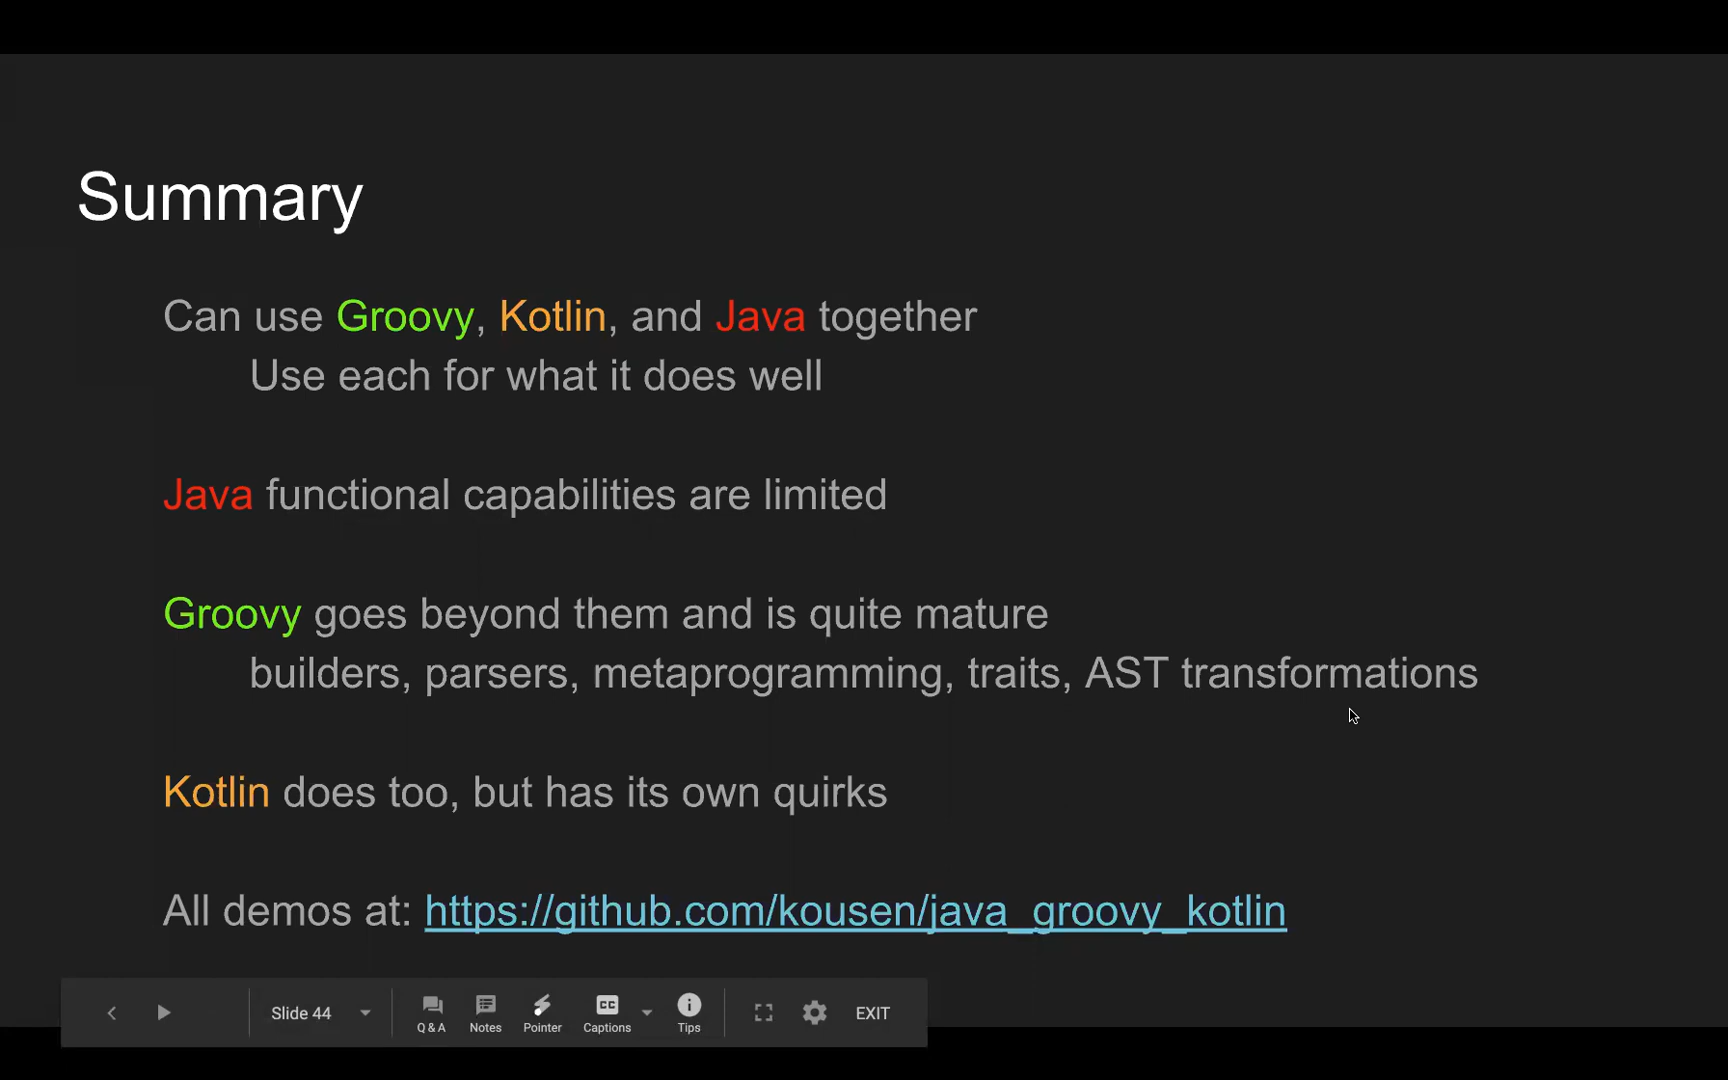 Summary
Can use Groovy, Kotlin, and Java together
Use each for what it does well
Java functional capabilities are limited
Groovy goes beyond them and is quite mature
builders, parsers, metaprogramming, traits, AST transformations
Kotlin does too, but has its own quirks
All demos at: https://github.com/kousen/java_groovy_kotlin
Slide 44
Q & A
Notes
Pointer
CC
Captions
Tips
EXIT